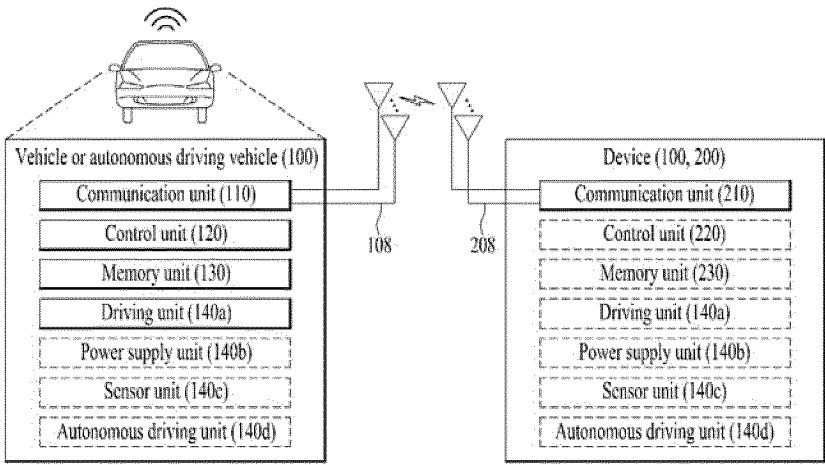 Vehicle or autonomous driving vehicle (100)
Communication unit (110)
Control unit (120)
Memory unit (130)
Driving unit (140a)
Power supply unit (140b)
Sensor unit (140c)
Autonomous driving unit (140d)
108
208
Device (100, 200)
Communication unit (210)
Control unit (220)
Memory unit (230)
Driving unit (140a)
Power supply unit (140b)
Sensor unit (140c)
Autonomous driving unit (140d)